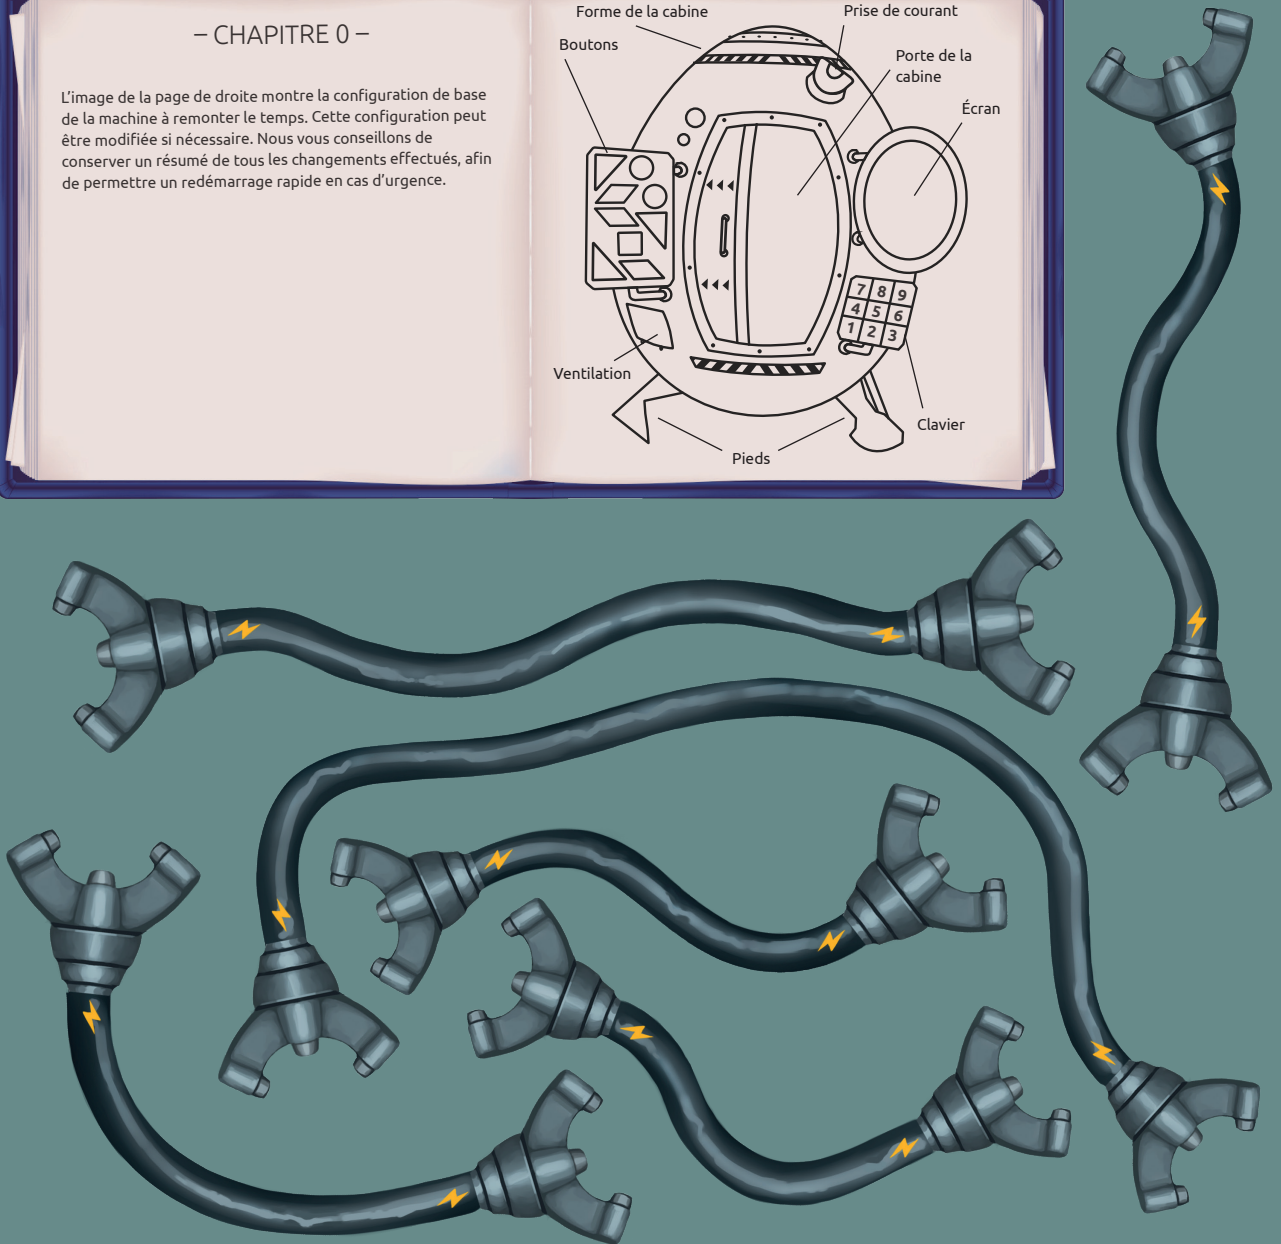 – CHAPITRE 0 –
L’image de la page de droite montre la configuration de base
de la machine à remonter le temps. Cette configuration peut
être modifiée si nécessaire. Nous vous conseillons de
conserver un résumé de tous les changements effectués, afin
de permettre un redémarrage rapide en cas d’urgence.
Forme de la cabine
Prise de courant
Boutons
Porte de la
cabine
Écran
7 8 9
4 5 6
1 2 3
Ventilation
Clavier
Pieds